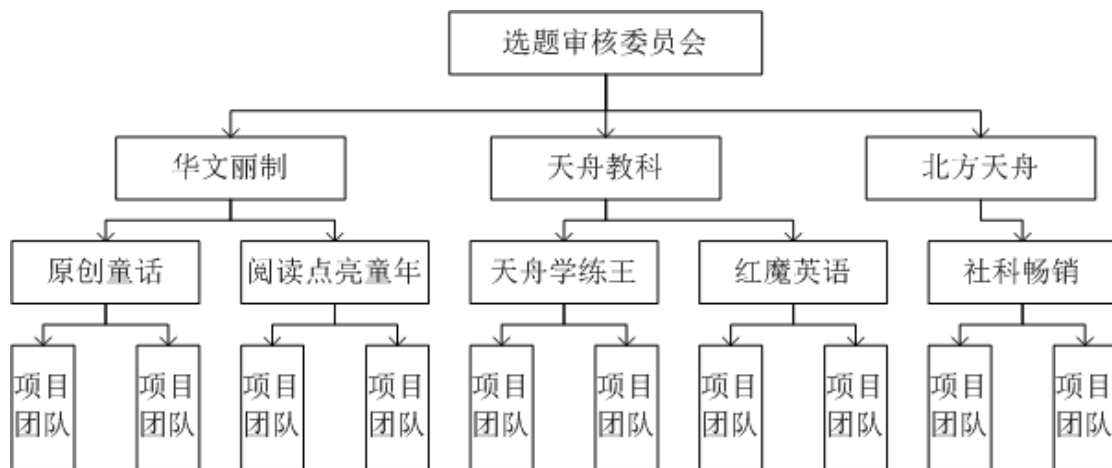 选题审核委员会
华文丽制
天舟教科
北方天舟
原创童话
阅读点亮童年
天舟学练王
红魔英语
社科畅销
项目
团队
项目
团队
项目
团队
项目
团队
项目
团队
项目
团队
项目
团队
项目
团队
项目
团队
项目
团队